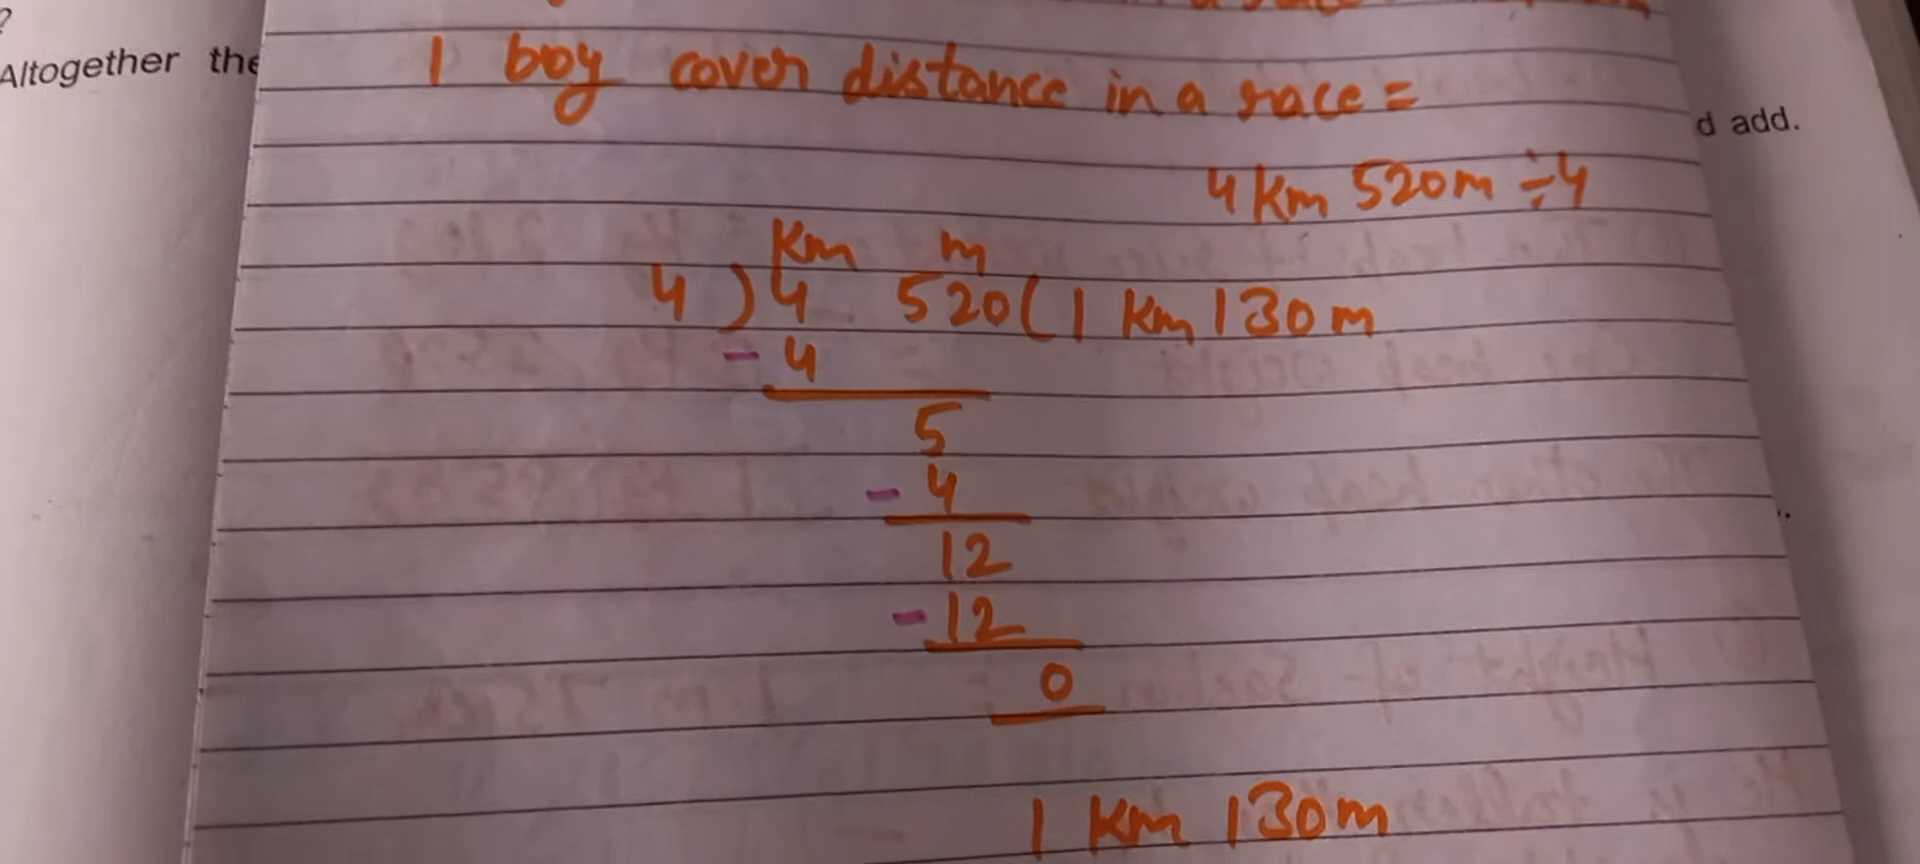 ?
Altogether the
1 boy cover distance in a race =
d add.
4 Km 520m ÷4
Km m
4 ) 4 520 ( 1 Km 130m
- 4
5
- 4
12
- 12
0
1 Km 130m